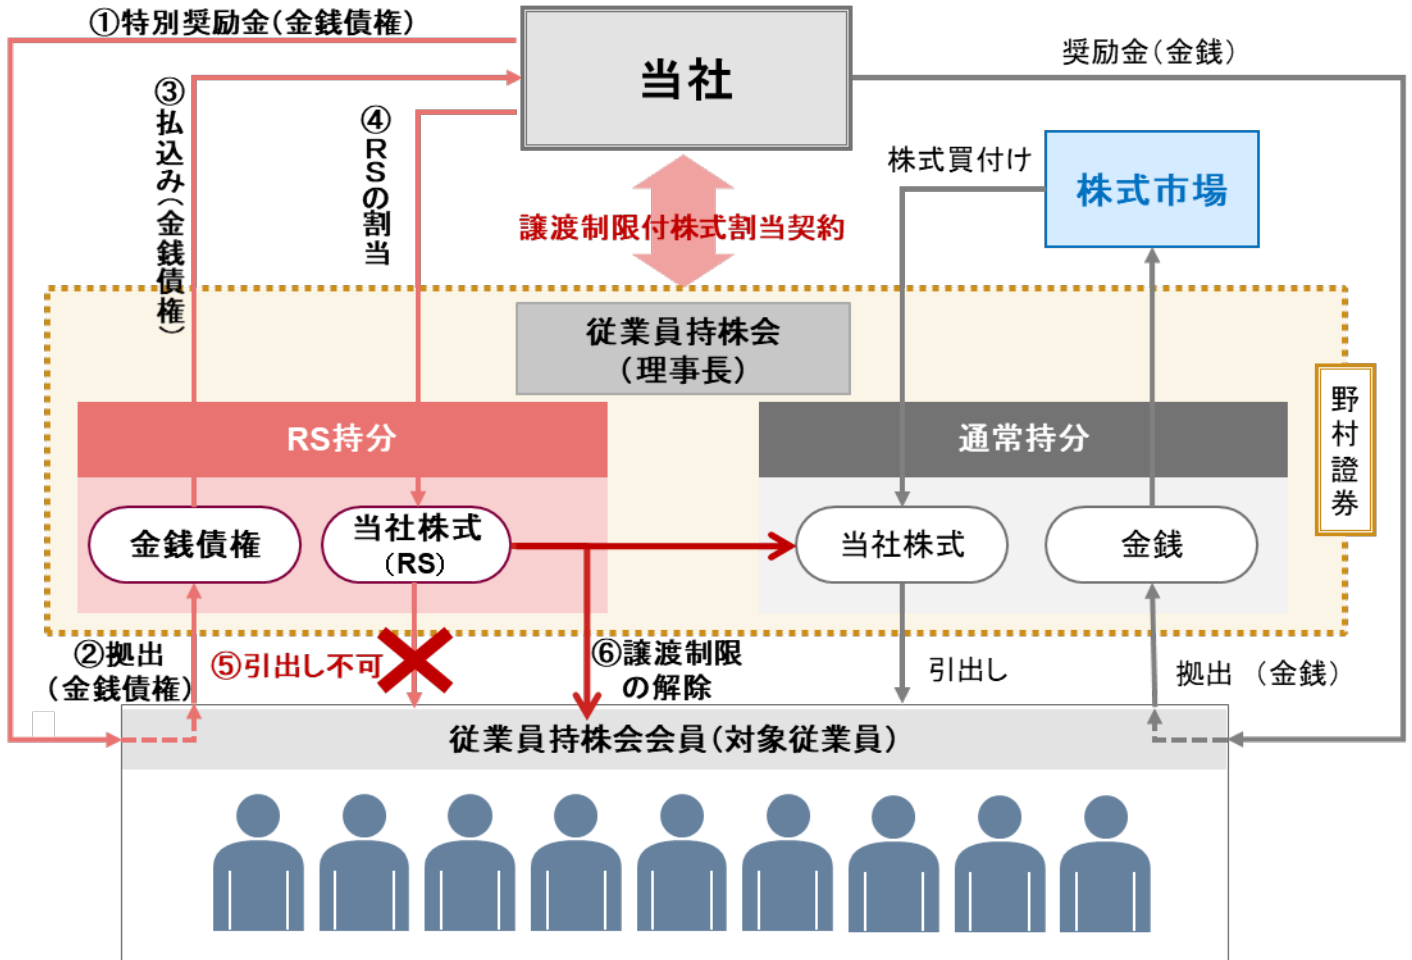 ①特別奨励金（金銭債権）
当社
奨励金（金銭）
③払込み（金銭債権）
④RSの割当
株式買付け
株式市場
譲渡制限付株式割当契約
従業員持株会
（理事長）
野村證券
RS持分
通常持分
金銭債権
当社株式
（RS）
当社株式
金銭
②拠出
（金銭債権）
⑤引出し不可
⑥譲渡制限
の解除
引出し
拠出 （金銭）
従業員持株会会員（対象従業員）